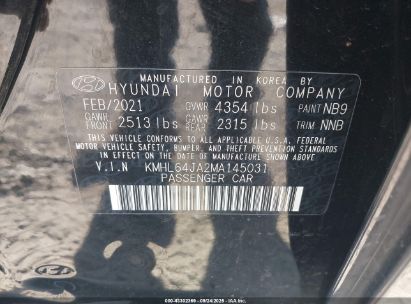 MANUFACTURED IN KOREA BY
HYUNDAI MOTOR COMPANY
FEB/2021 GVWR 4354 lbs PAINT NB9
GAWR FRONT 2513 lbs GAWR REAR 2315 lbs TRIM NNB
THIS VEHICLE CONFORMS TO ALL APPLICABLE U.S.A. FEDERAL
MOTOR VEHICLE SAFETY, BUMPER, AND THEFT PREVENTION STANDARDS
IN EFFECT ON THE DATE OF MANUFACTURE SHOWN ABOVE.
V.I.N KMHL64JA2MA145031
PASSENGER CAR